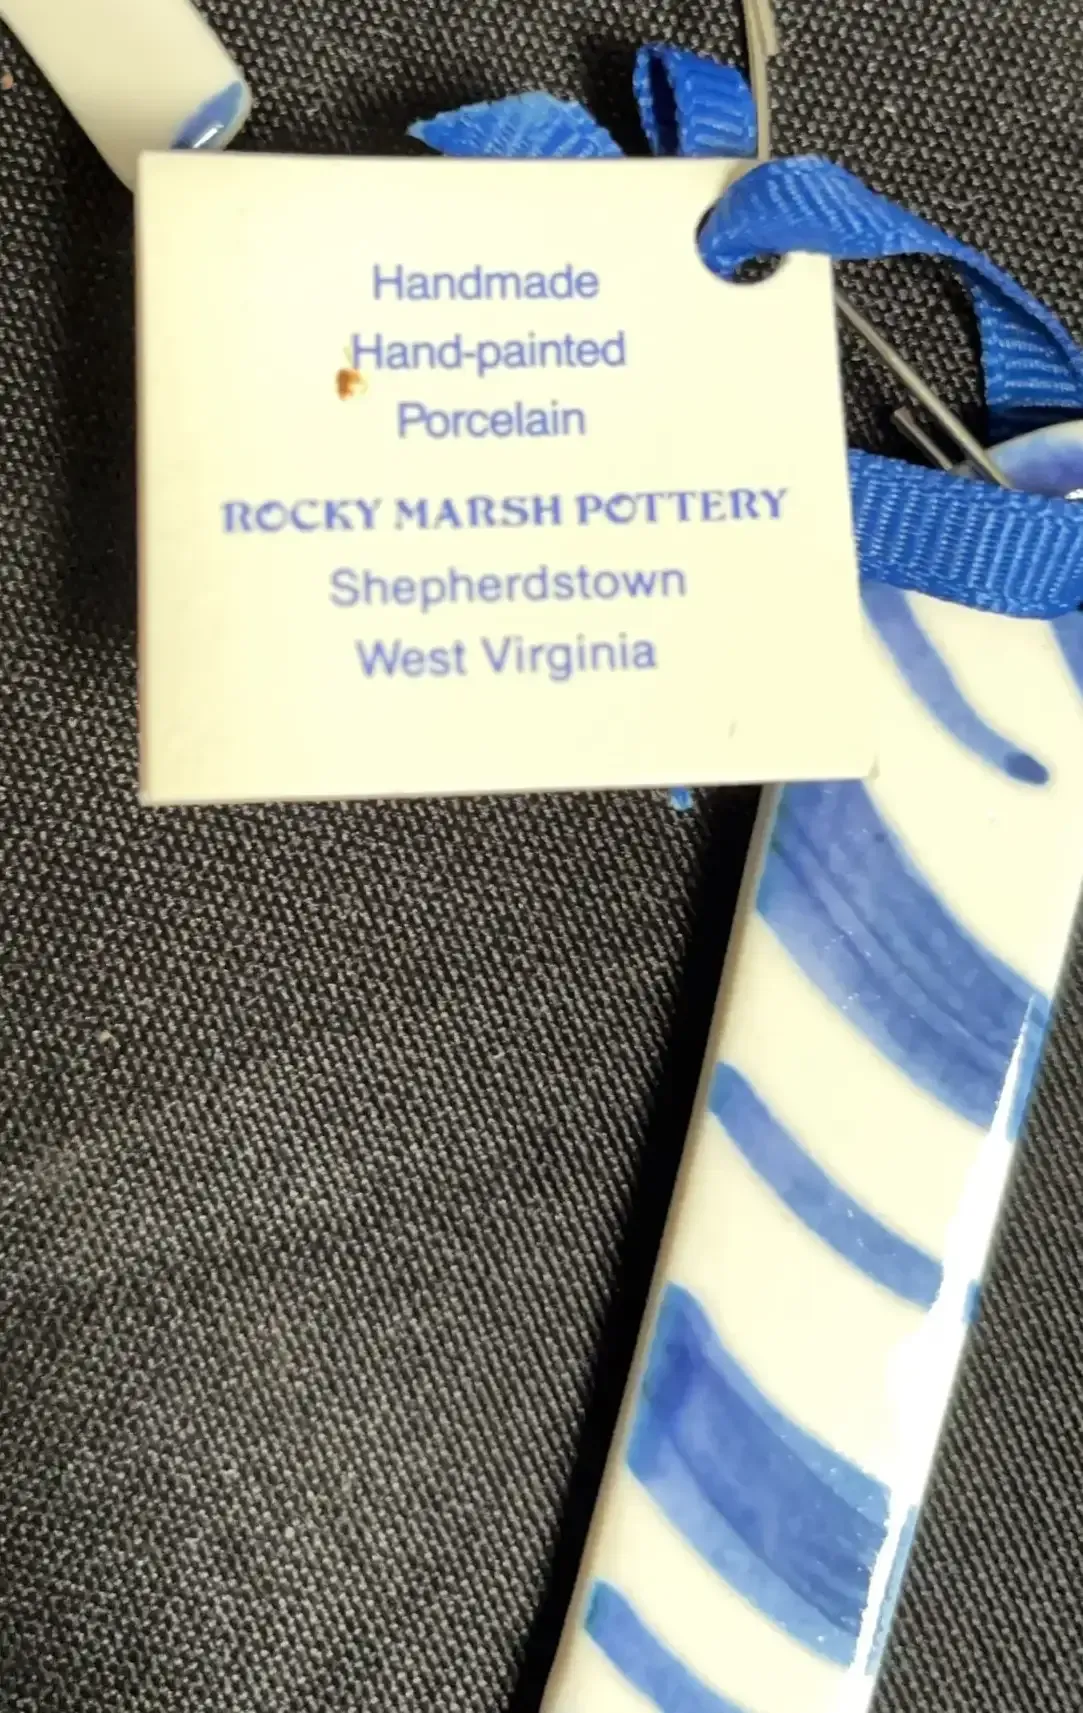 Handmade
Hand-painted
Porcelain
ROCKY MARSH POTTERY
Shepherdstown
West Virginia